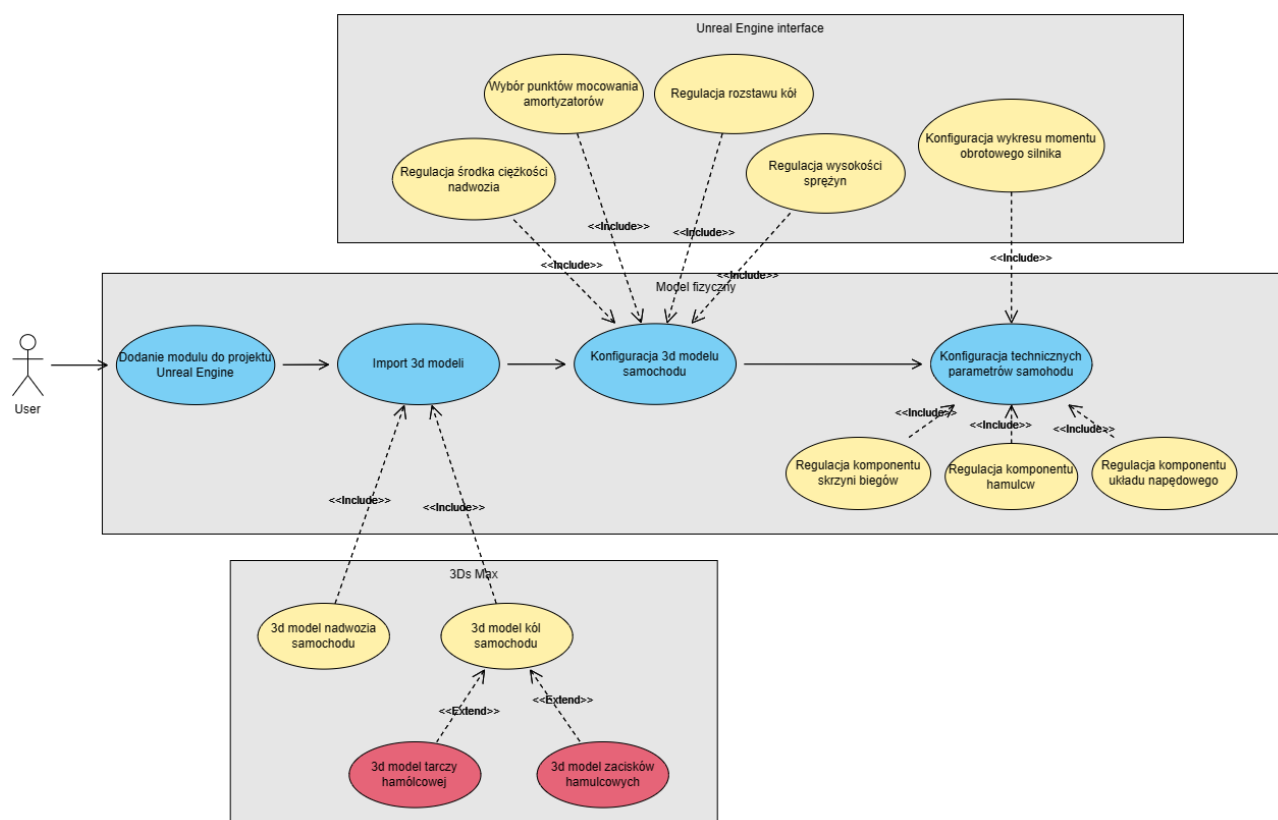 Unreal Engine interface
Wybór punktów mocowania
amortyzatorów
Regulacja rozstawu kół
Konfiguracja wykresu momentu
obrotowego silnika
Regulacja środka ciężkości
nadwozia
Regulacja wysokości
sprężyn
<<Include>>
<<Include>>
<<Include>>
<<Include>>
<<Include>>
Model fizyczny
User
Dodanie modulu do projektu
Unreal Engine
Import 3d modeli
Konfiguracja 3d modelu
samochodu
Konfiguracja technicznych
parametrów samohodu
<<Include>>
<<Include>>
<<Include>>
Regulacja komponentu
skrzyni biegów
Regulacja komponentu
hamulcw
Regulacja komponentu
układu napędowego
<<Include>>
<<Include>>
3Ds Max
3d model nadwozia
samochodu
3d model kól
samochodu
<<Extend>>
<<Extend>>
3d model tarczy
hamólcowej
3d model zacisków
hamulcowych